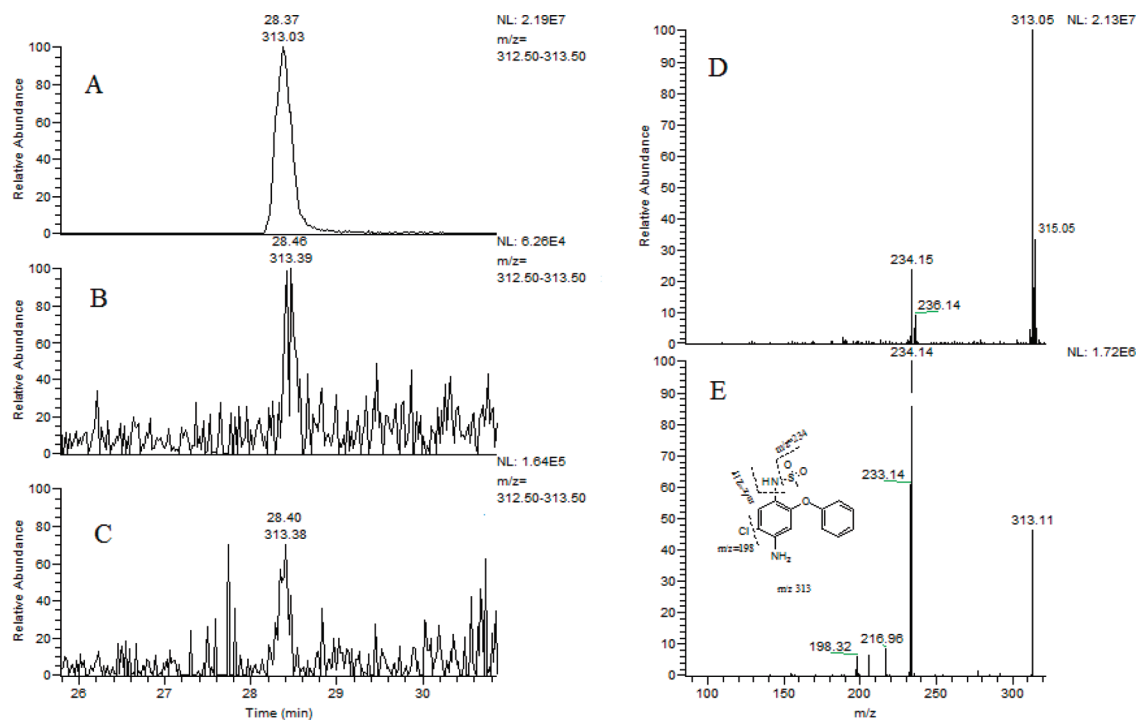 28.37
313.03
NL: 2.19E7
m/z=
312.50-313.50
A
Relative Abundance
100
80
60
40
20
0
28.46
313.39
NL: 6.26E4
m/z=
312.50-313.50
B
Relative Abundance
100
80
60
40
20
0
28.40
313.38
NL: 1.64E5
m/z=
312.50-313.50
C
Relative Abundance
100
80
60
40
20
0
26 27 28 29 30
Time (min)
313.05
NL: 2.13E7
D
Relative Abundance
100
90
80
70
60
50
40
30
20
10
0
315.05
234.15
236.14
234.14
NL: 1.72E6
E
100
90
80
70
60
50
40
30
20
10
0
m/z=234
m/z=217
O
HN S O
O
Cl
m/z=198
NH2
m/z 313
233.14
313.11
198.32
216.96
100 150 200 250 300
m/z